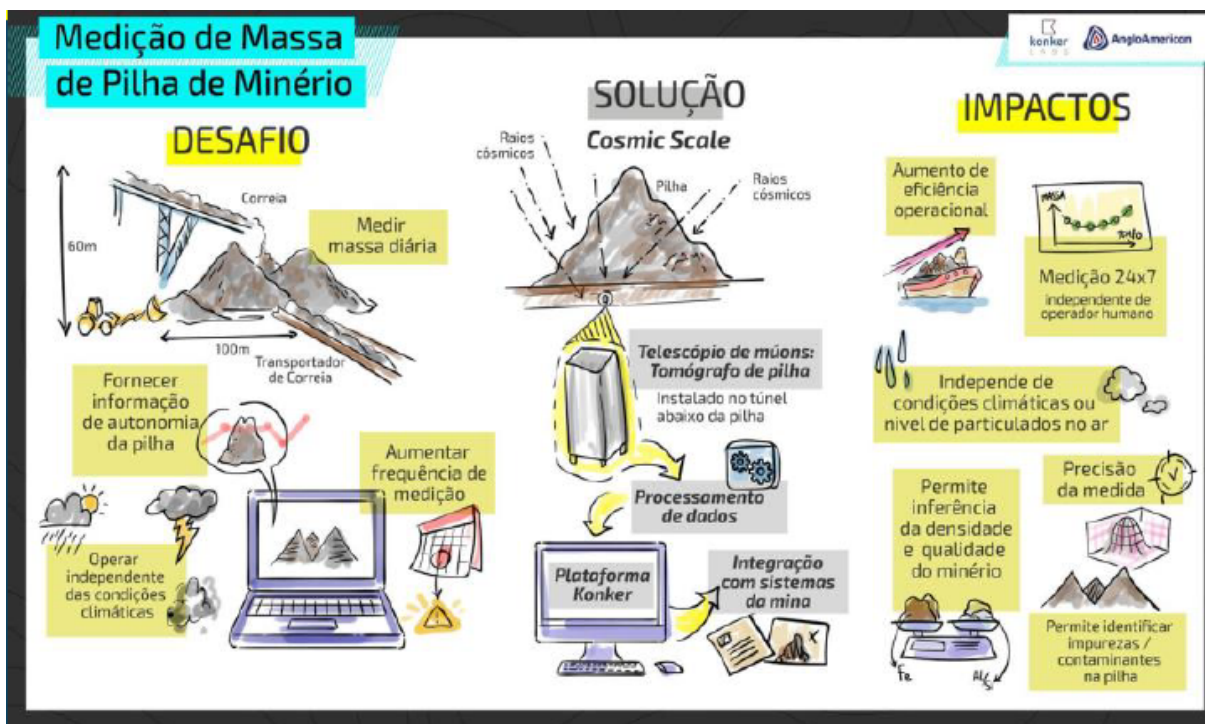 Medição de Massa
de Pilha de Minério
konker
LABS
AngloAmerican
DESAFIO
60m
Correia
Medir
massa diária
100m
Transportador
de Correia
Fornecer
informação
de autonomia
da pilha
Aumentar
frequência de
medição
Operar
independente
das condições
climáticas
SOLUÇÃO
Cosmic Scale
Raios
cósmicos
Pilha
Raios
cósmicos
Telescópio de múons:
Tomógrafo de pilha
Instalado no túnel
abaixo da pilha
Processamento
de dados
Plataforma
Konker
Integração
com sistemas
da mina
IMPACTOS
Aumento de
eficiência
operacional
MASSA
Medição 24x7
independente de
operador humano
Independe de
condições climáticas ou
nível de particulados no ar
Permite
inferência
da densidade
e qualidade
do minério
Fe
Precisão
da medida
Permite identificar
impurezas /
contaminantes
na pilha